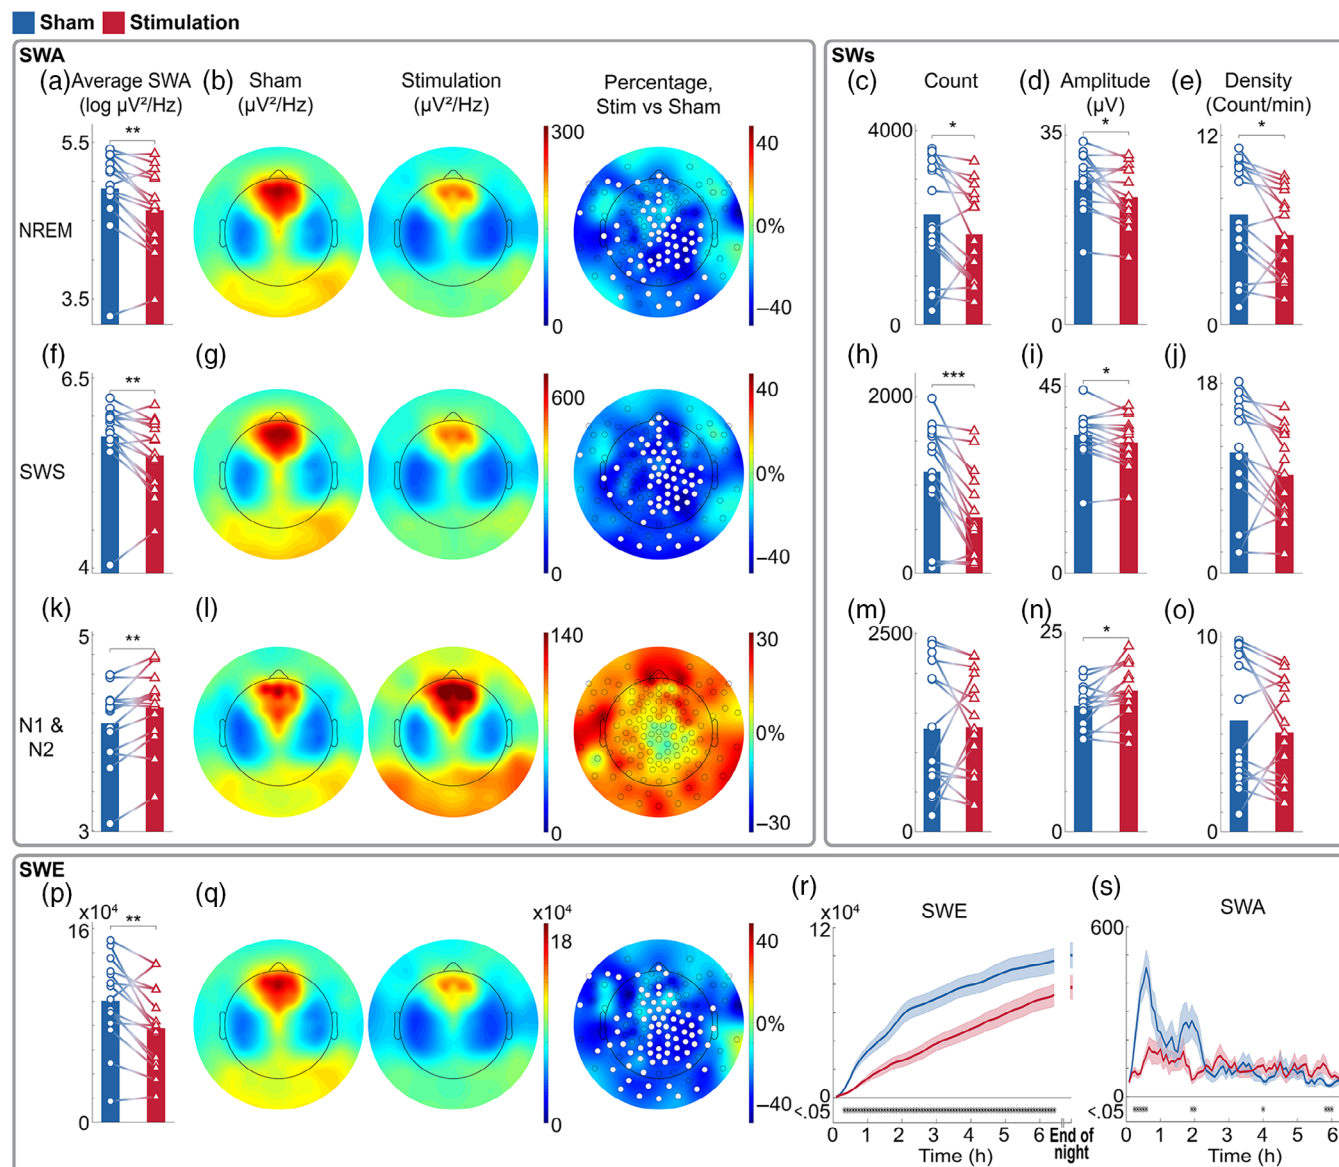 Sham Stimulation
SWA
(a) Average SWA
(log µV²/Hz)
(b) Sham
(µV²/Hz)
Stimulation
(µV²/Hz)
Percentage,
Stim vs Sham
5.5
**
3.5
NREM
300
0
40
0%
−40
(f)
6.5
**
4
SWS
(g)
600
0
40
0%
−40
(k)
5
**
3
N1 &
N2
(l)
140
0
30
0%
−30
SWs
(c) Count
4000
*
2000
0
(d) Amplitude
(µV)
35
*
0
(e) Density
(Count/min)
12
*
0
(h)
2000
***
0
(i)
45
*
0
(j)
18
0
(m)
2500
0
(n)
25
*
0
(o)
10
0
SWE
(p)
x10⁴
16
**
8
0
(q)
x10⁴
18
0
40
0%
−40
(r)
SWE
x10⁴
12
0
<.05
0 1 2 3 4 5 6 End of
night
Time (h)
(s)
SWA
600
0
<.05
0 1 2 3 4 5 6
Time (h)